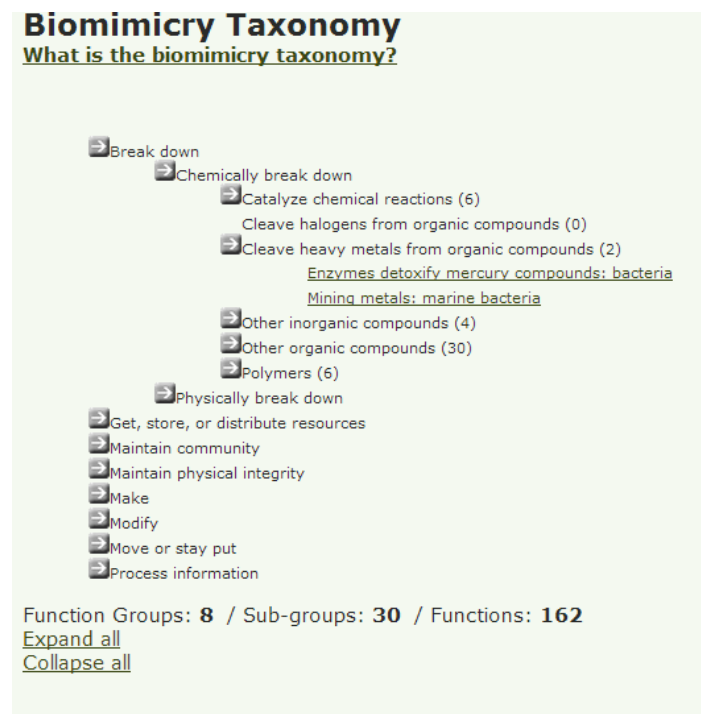 Biomimicry Taxonomy
What is the biomimicry taxonomy?
Break down
Chemically break down
Catalyze chemical reactions (6)
Cleave halogens from organic compounds (0)
Cleave heavy metals from organic compounds (2)
Enzymes detoxify mercury compounds: bacteria
Mining metals: marine bacteria
Other inorganic compounds (4)
Other organic compounds (30)
Polymers (6)
Physically break down
Get, store, or distribute resources
Maintain community
Maintain physical integrity
Make
Modify
Move or stay put
Process information
Function Groups: 8 / Sub-groups: 30 / Functions: 162
Expand all
Collapse all